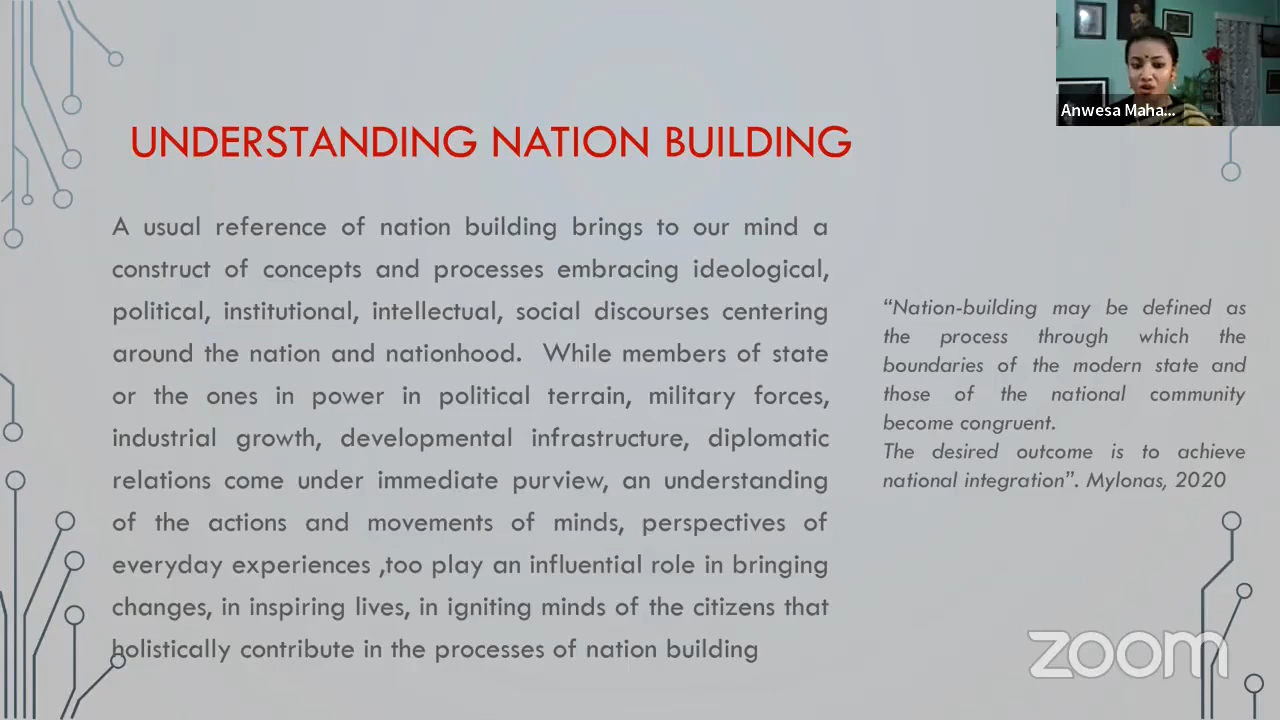 Anwesa Maha...
UNDERSTANDING NATION BUILDING
A usual reference of nation building brings to our mind a
construct of concepts and processes embracing ideological,
political, institutional, intellectual, social discourses centering
around the nation and nationhood. While members of state
or the ones in power in political terrain, military forces,
industrial growth, developmental infrastructure, diplomatic
relations come under immediate purview, an understanding
of the actions and movements of minds, perspectives of
everyday experiences ,too play an influential role in bringing
changes, in inspiring lives, in igniting minds of the citizens that
holistically contribute in the processes of nation building
“Nation-building may be defined as
the process through which the
boundaries of the modern state and
those of the national community
become congruent.
The desired outcome is to achieve
national integration”. Mylonas, 2020
zoom